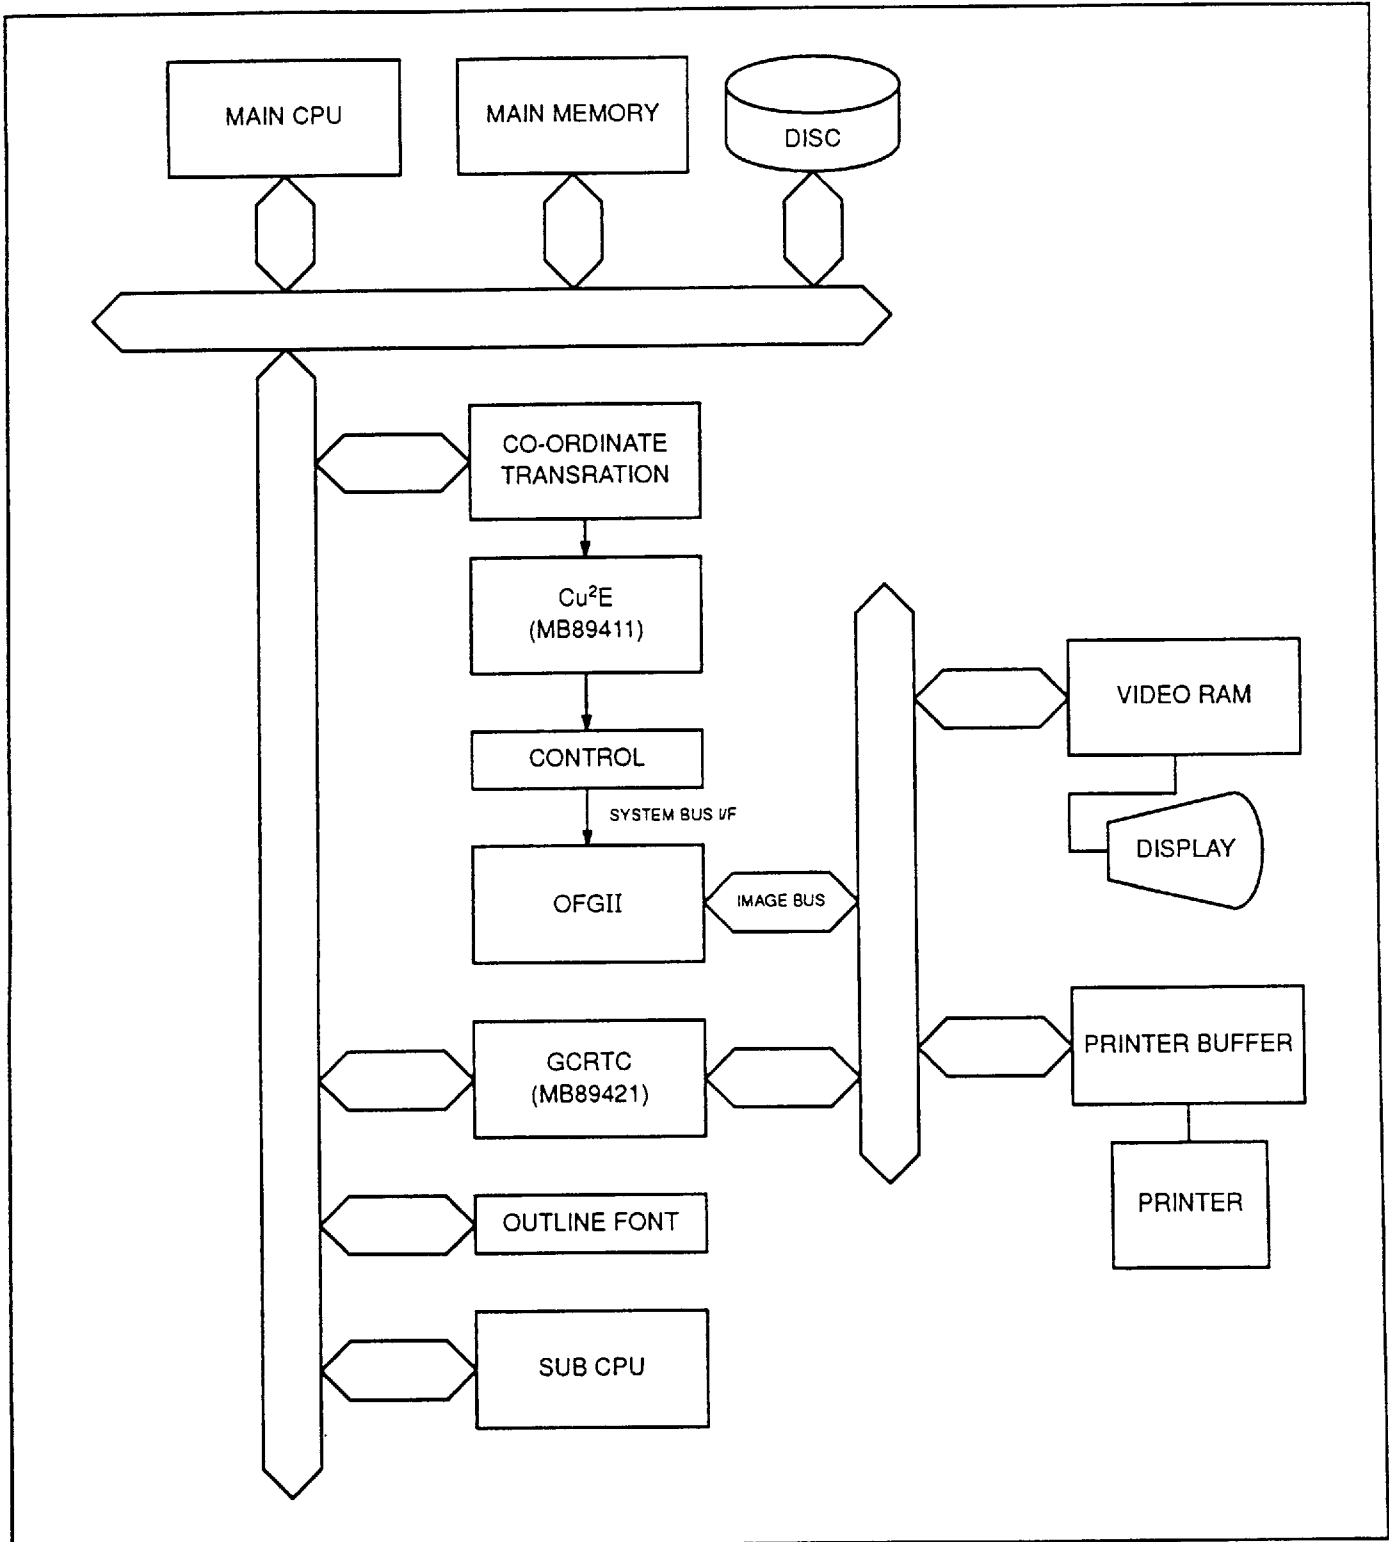 MAIN CPU
MAIN MEMORY
DISC
CO-ORDINATE
TRANSRATION
Cu²E
(MB89411)
CONTROL
SYSTEM BUS I/F
OFGII
IMAGE BUS
VIDEO RAM
DISPLAY
GCRTC
(MB89421)
PRINTER BUFFER
PRINTER
OUTLINE FONT
SUB CPU